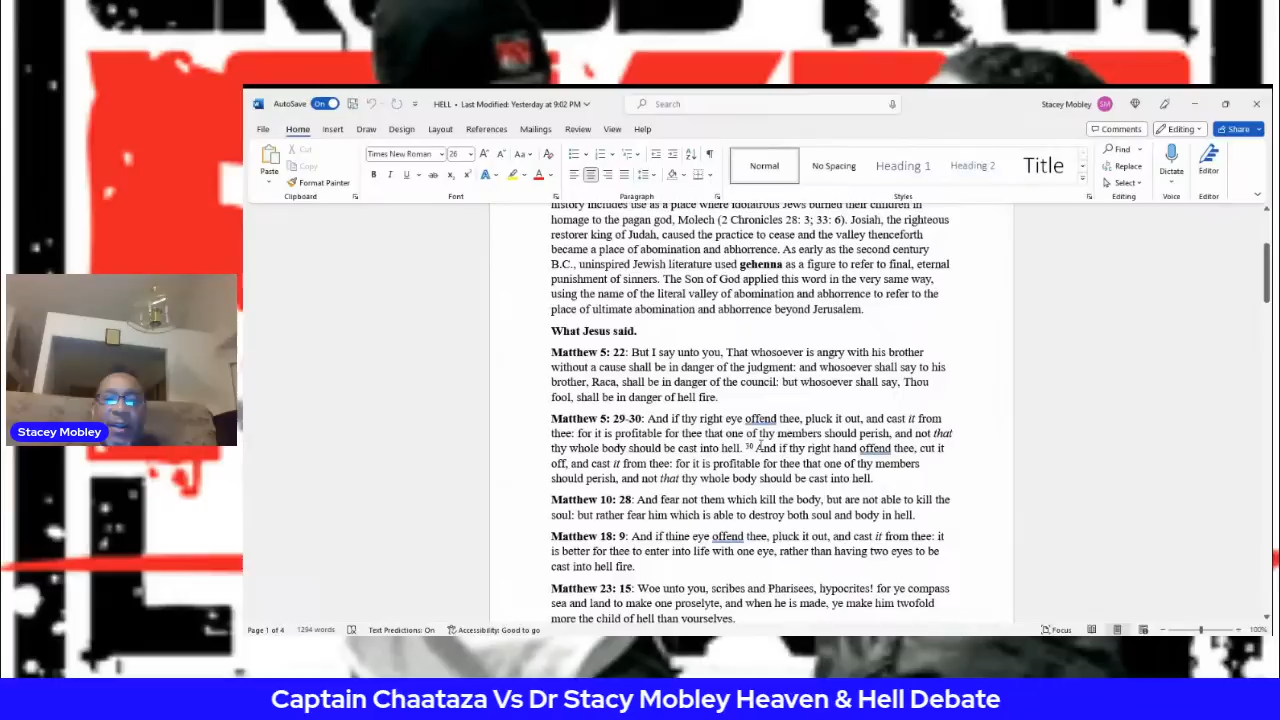 AutoSave On HELL • Last Modified: Yesterday at 9:02 PM Search Stacey Mobley SM
File Home Insert Draw Design Layout References Mailings Review View Help Comments Editing Share
Paste Cut Copy Format Painter
Clipboard
Times New Roman 26
Font
Paragraph
Normal No Spacing Heading 1 Heading 2 Title
Styles
Find Replace Select
Editing
Dictate
Voice
Editor
Editor
history includes use as a place where idolatrous Jews burned their children in
homage to the pagan god, Molech (2 Chronicles 28: 3; 33: 6). Josiah, the righteous
restorer king of Judah, caused the practice to cease and the valley thenceforth
became a place of abomination and abhorrence. As early as the second century
B.C., uninspired Jewish literature used gehenna as a figure to refer to final, eternal
punishment of sinners. The Son of God applied this word in the very same way,
using the name of the literal valley of abomination and abhorrence to refer to the
place of ultimate abomination and abhorrence beyond Jerusalem.
What Jesus said.
Matthew 5: 22: But I say unto you, That whosoever is angry with his brother
without a cause shall be in danger of the judgment: and whosoever shall say to his
brother, Raca, shall be in danger of the council: but whosoever shall say, Thou
fool, shall be in danger of hell fire.
Matthew 5: 29-30: And if thy right eye offend thee, pluck it out, and cast it from
thee: for it is profitable for thee that one of thy members should perish, and not that
thy whole body should be cast into hell. 30 And if thy right hand offend thee, cut it
off, and cast it from thee: for it is profitable for thee that one of thy members
should perish, and not that thy whole body should be cast into hell.
Matthew 10: 28: And fear not them which kill the body, but are not able to kill the
soul: but rather fear him which is able to destroy both soul and body in hell.
Matthew 18: 9: And if thine eye offend thee, pluck it out, and cast it from thee: it
is better for thee to enter into life with one eye, rather than having two eyes to be
cast into hell fire.
Matthew 23: 15: Woe unto you, scribes and Pharisees, hypocrites! for ye compass
sea and land to make one proselyte, and when he is made, ye make him twofold
more the child of hell than yourselves.
Page 1 of 4 1294 words Text Predictions: On Accessibility: Good to go Focus 100%
Stacey Mobley
Captain Chaataza Vs Dr Stacy Mobley Heaven & Hell Debate